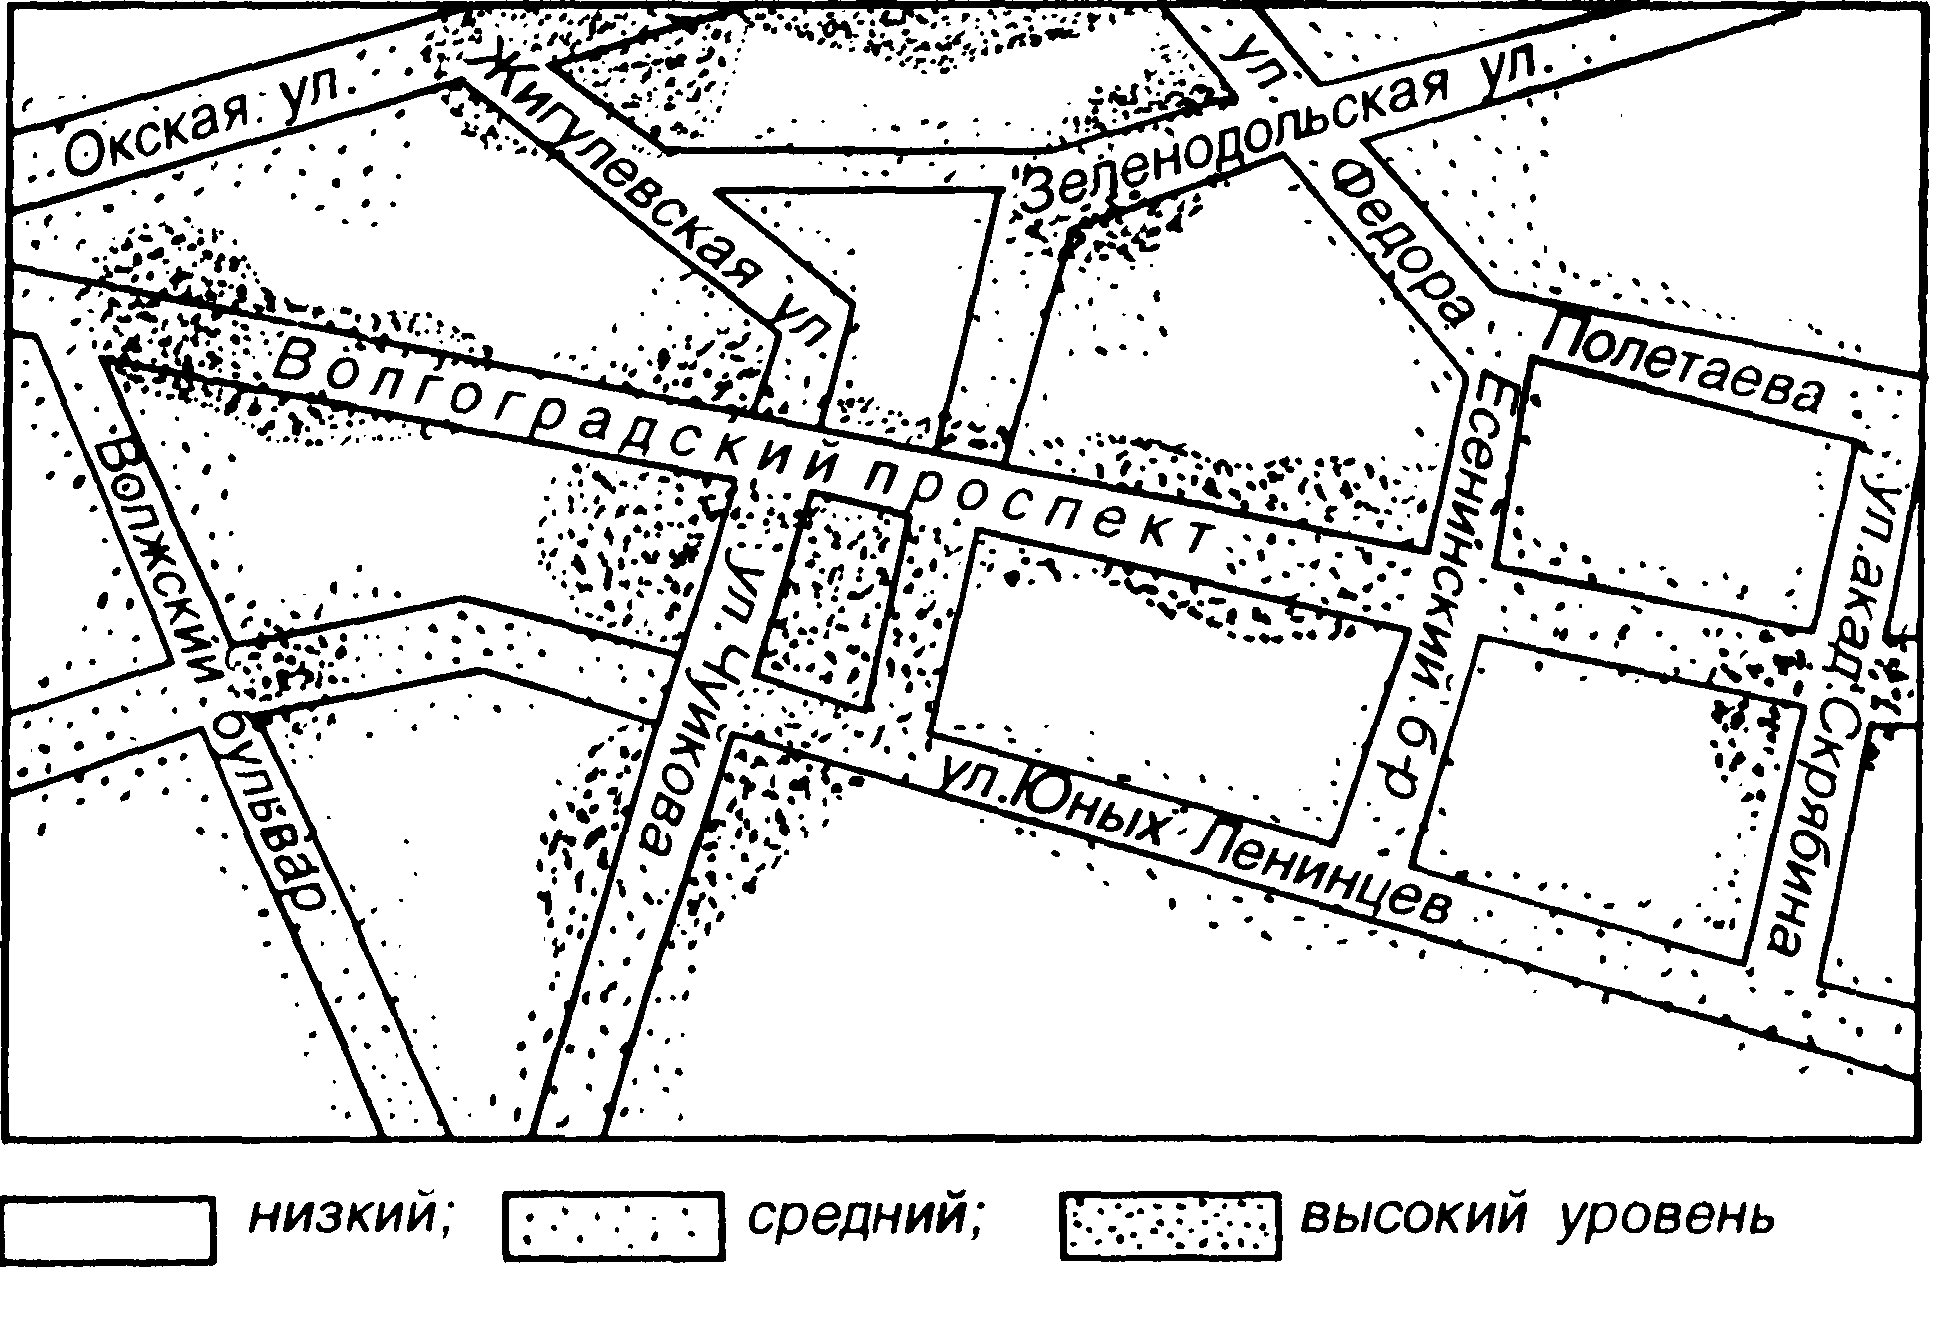 Окская ул.
Жигулевская ул
ул
Зеленодольская ул.
Федора
Полетаева
Волгоградский проспект
Волжский
бульвар
Есенинский б-р
ул. акад. Скрябина
ул. Чуйкова
ул. Юных Ленинцев
низкий; средний; высокий уровень